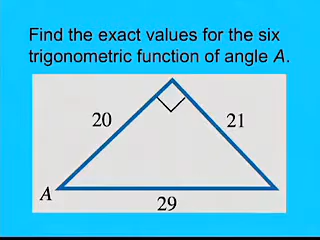 Find the exact values for the six
trigonometric function of angle A.
20
21
A
29